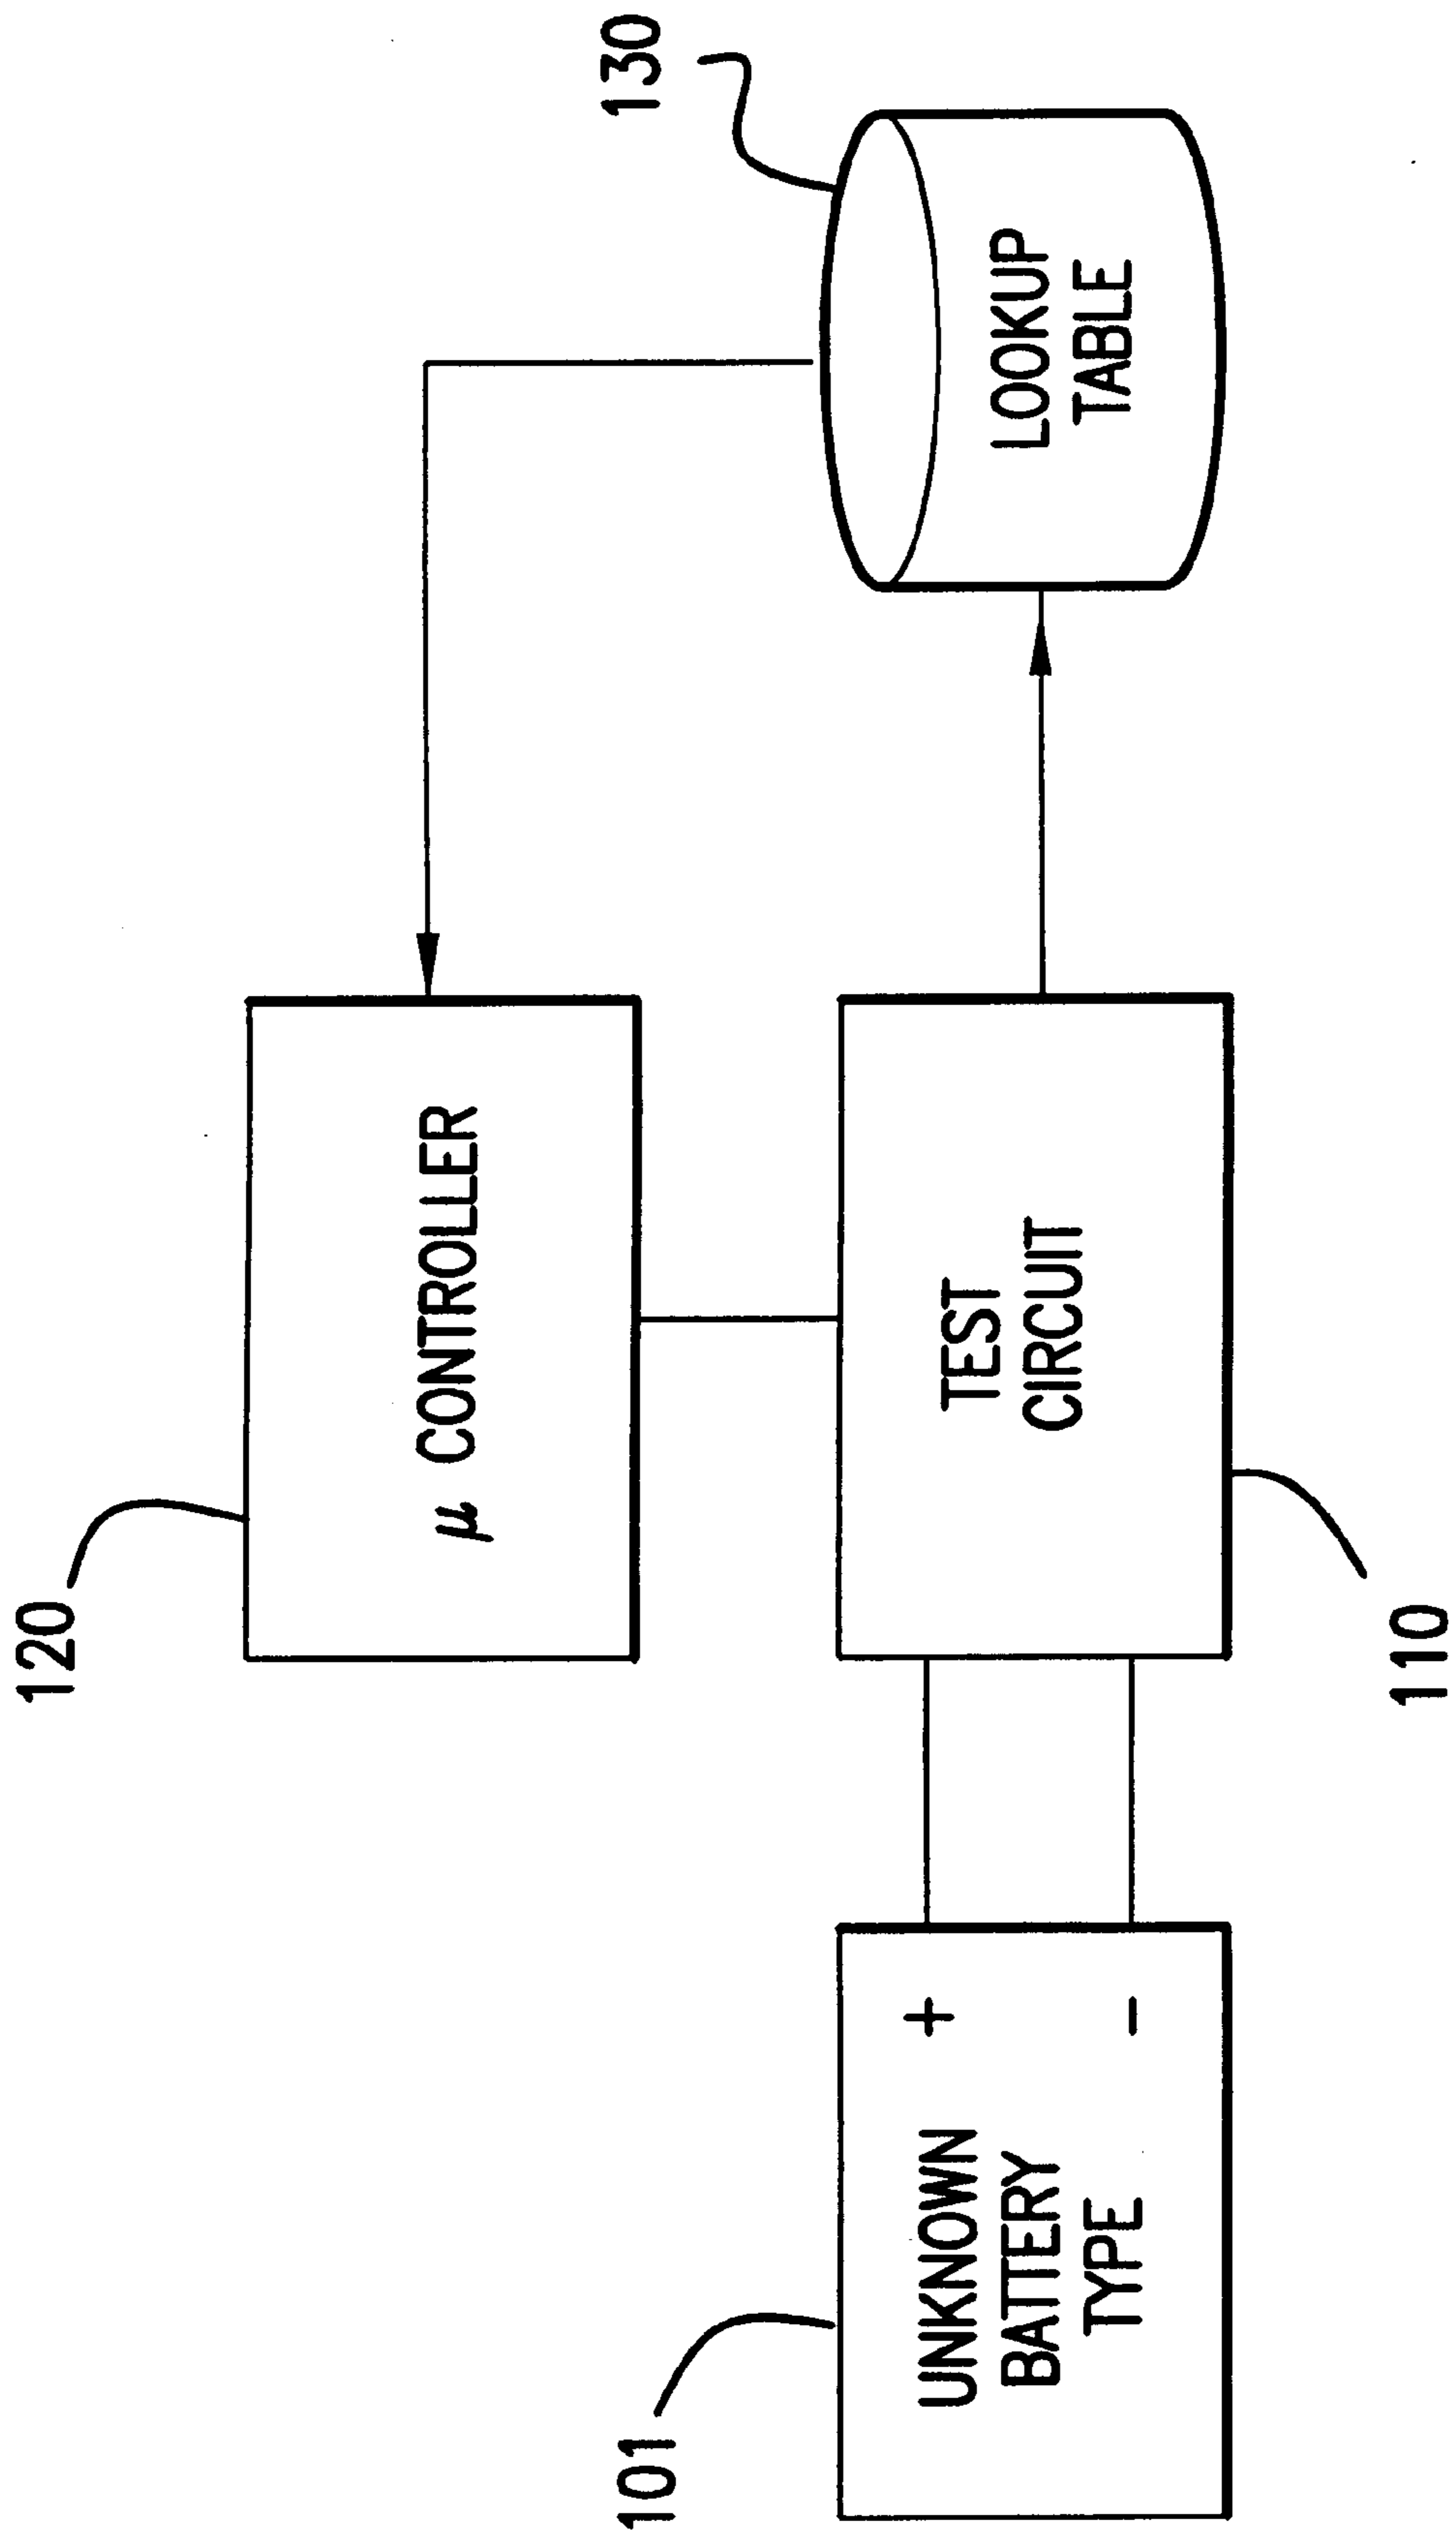 120
μ CONTROLLER
130
101
UNKNOWN
BATTERY
TYPE
+
−
TEST
CIRCUIT
110
LOOKUP
TABLE